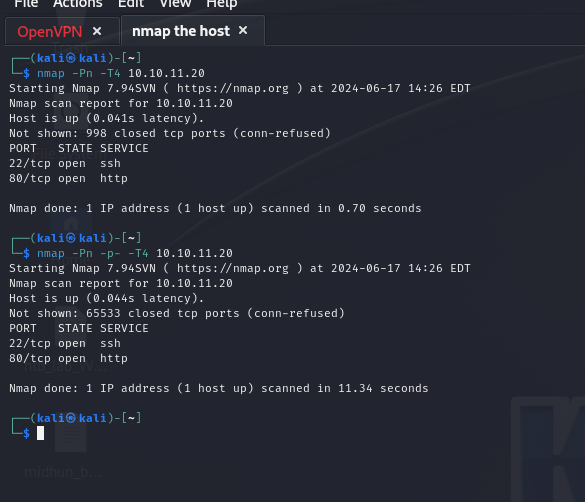 File Actions Edit View Help
OpenVPN × nmap the host ×
┌──(kali㉿kali)-[~]
└─$ nmap -Pn -T4 10.10.11.20
Starting Nmap 7.94SVN ( https://nmap.org ) at 2024-06-17 14:26 EDT
Nmap scan report for 10.10.11.20
Host is up (0.041s latency).
Not shown: 998 closed tcp ports (conn-refused)
PORT   STATE SERVICE
22/tcp open  ssh
80/tcp open  http
Nmap done: 1 IP address (1 host up) scanned in 0.70 seconds
┌──(kali㉿kali)-[~]
└─$ nmap -Pn -p- -T4 10.10.11.20
Starting Nmap 7.94SVN ( https://nmap.org ) at 2024-06-17 14:26 EDT
Nmap scan report for 10.10.11.20
Host is up (0.044s latency).
Not shown: 65533 closed tcp ports (conn-refused)
PORT   STATE SERVICE
22/tcp open  ssh
80/tcp open  http
Nmap done: 1 IP address (1 host up) scanned in 11.34 seconds
┌──(kali㉿kali)-[~]
└─$
midhun_b...